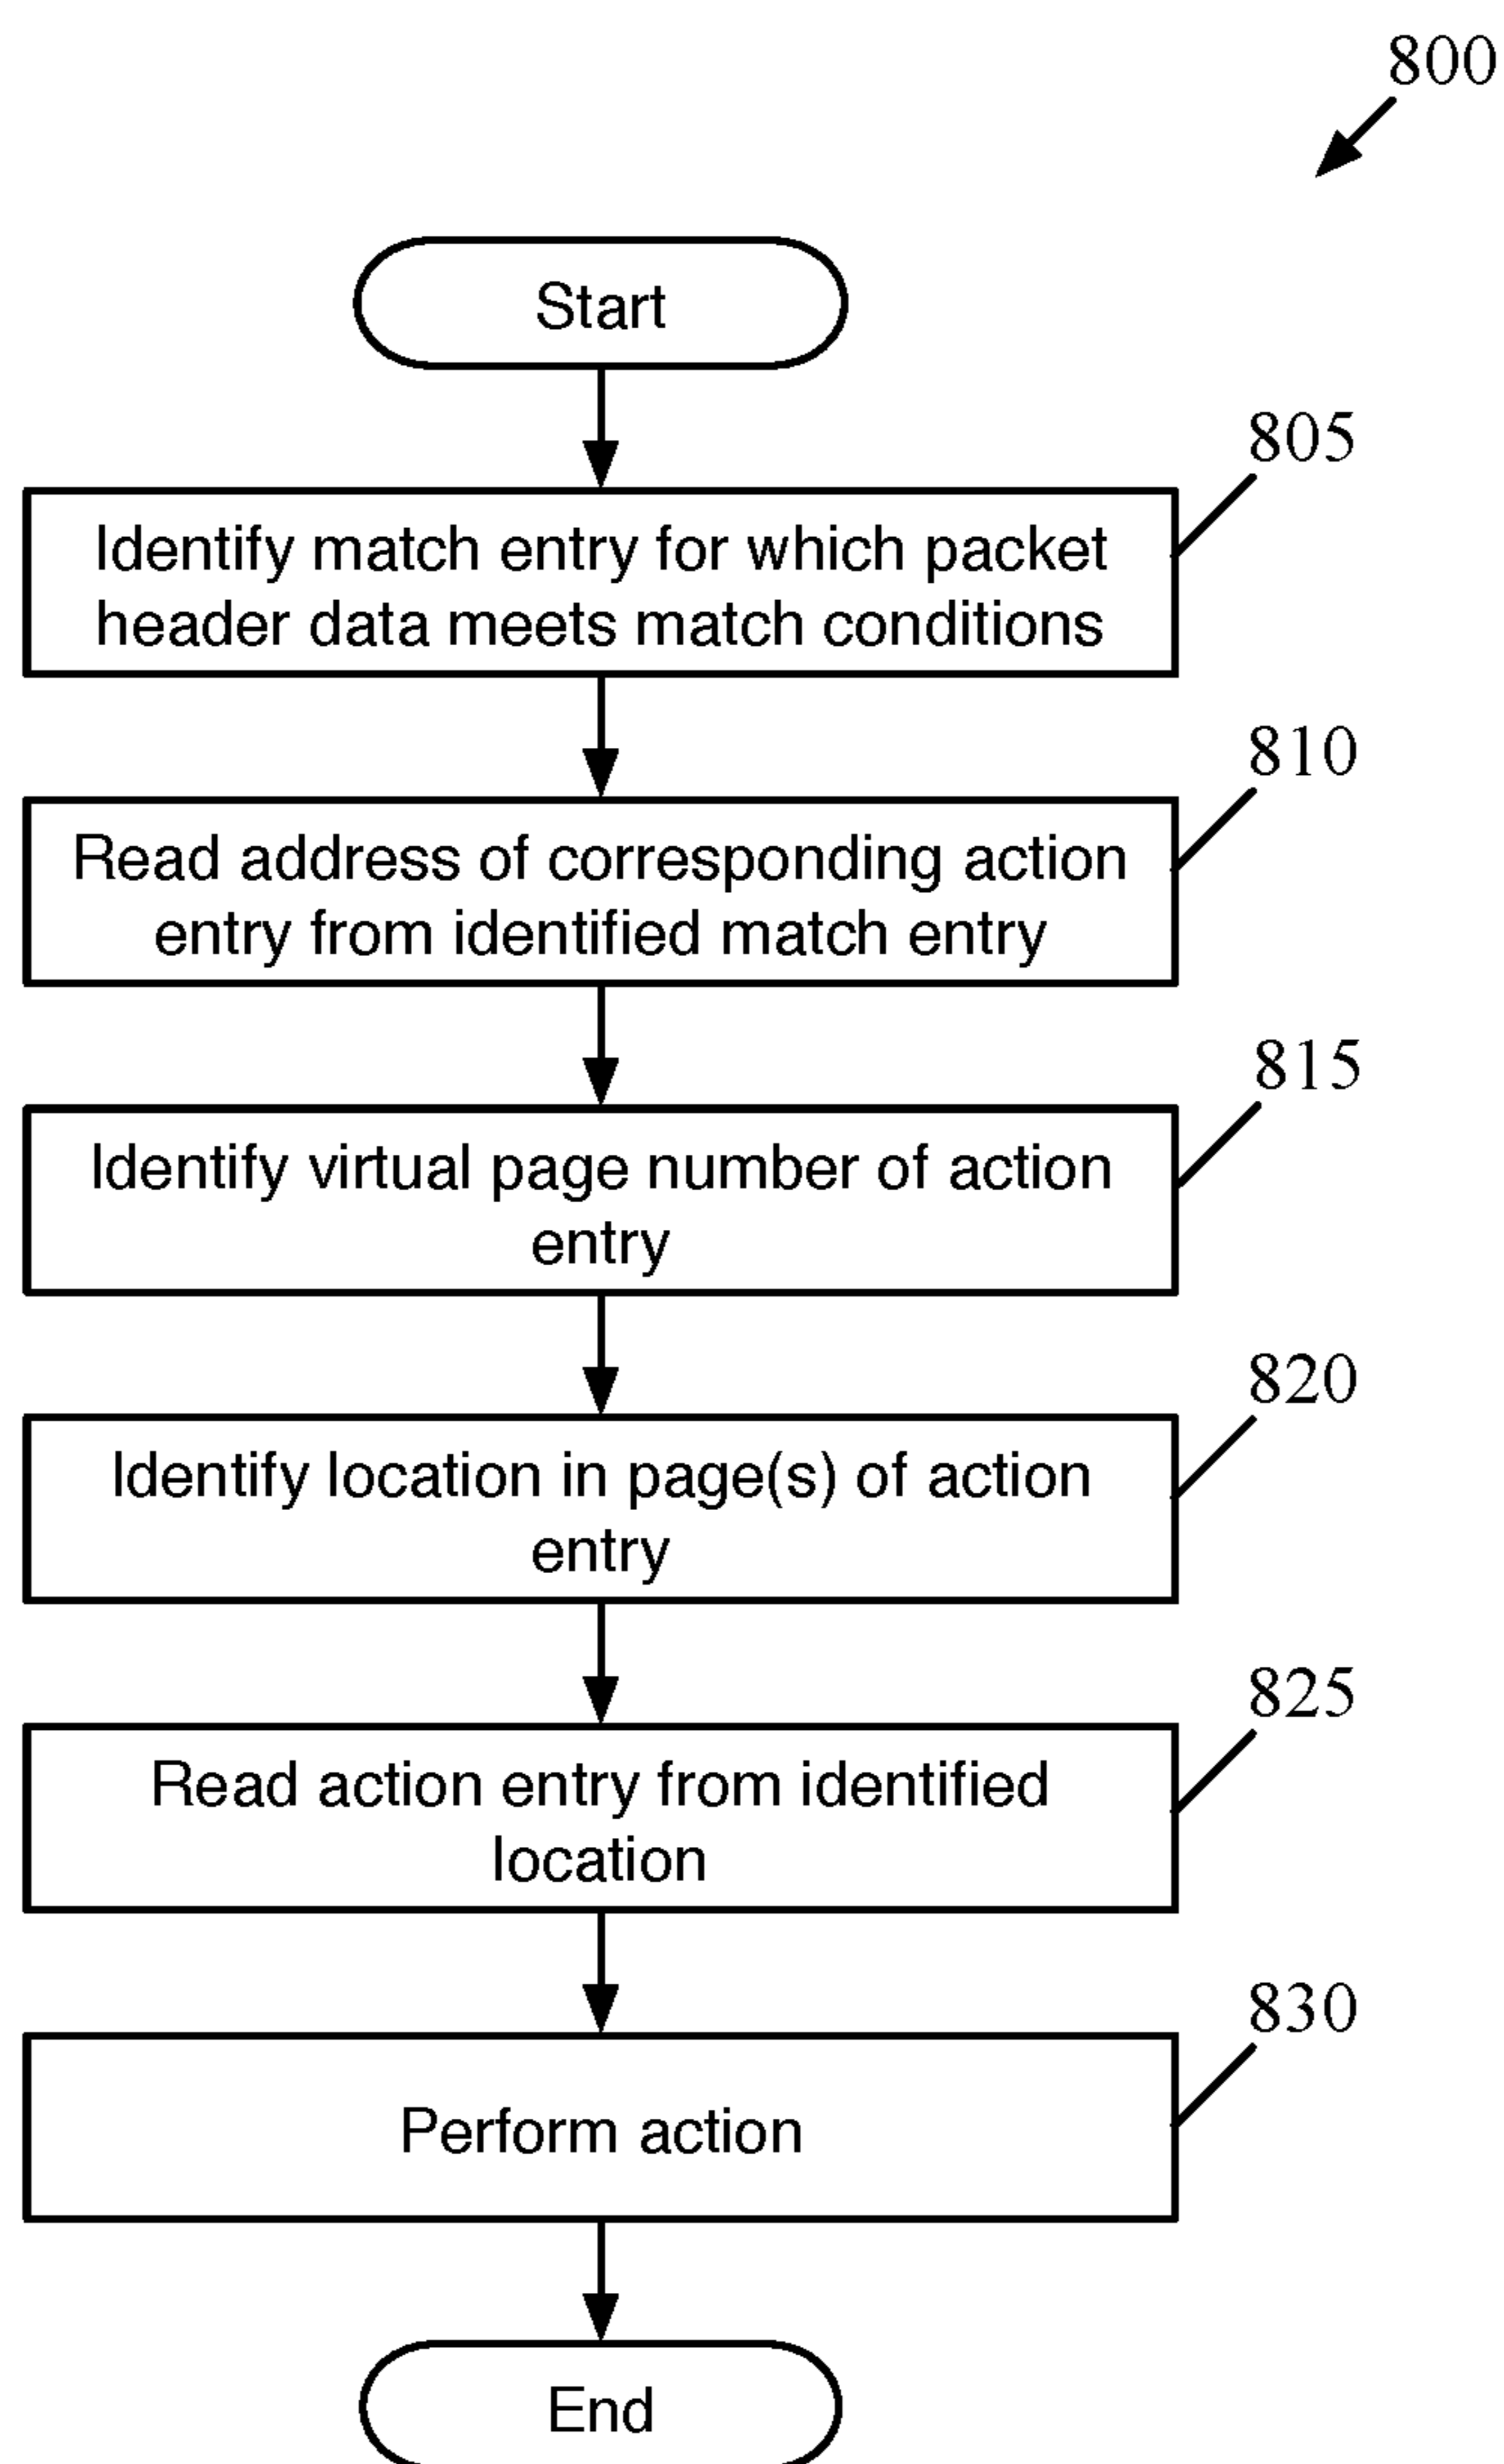 800
Start
805
Identify match entry for which packet
header data meets match conditions
810
Read address of corresponding action
entry from identified match entry
815
Identify virtual page number of action
entry
820
Identify location in page(s) of action
entry
825
Read action entry from identified
location
830
Perform action
End